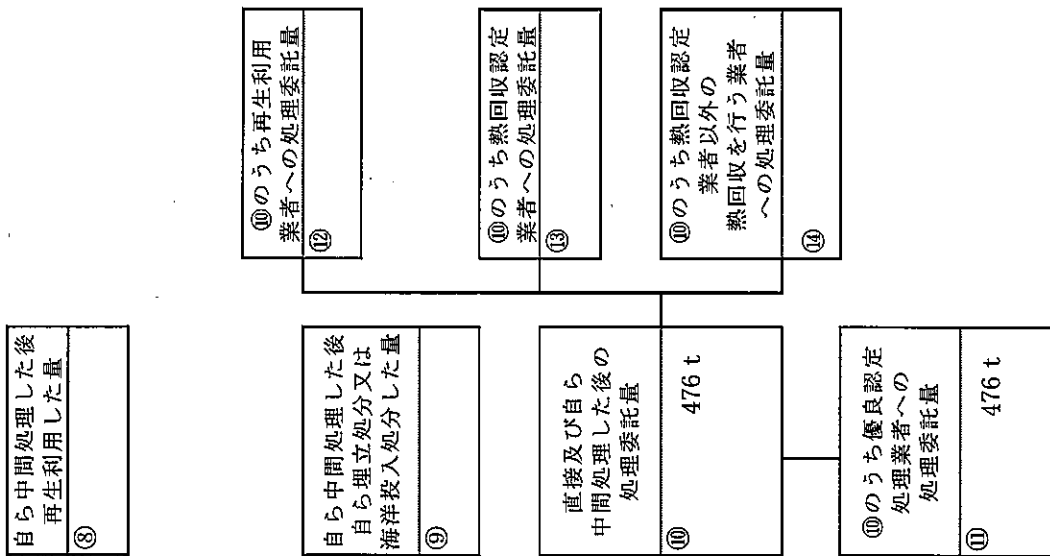 自ら中間処理した後
再生利用した量
⑧
自ら中間処理した後
自ら埋立処分又は
海洋投入処分した量
⑨
直接及び自ら
中間処理した後の
処理委託量
⑩
476 t
⑩のうち優良認定
処理業者への
処理委託量
⑪
476 t
⑩のうち再生利用
業者への処理委託量
⑫
⑩のうち熱回収認定
業者への処理委託量
⑬
⑩のうち熱回収認定
業者以外の
熱回収を行う業者
への処理委託量
⑭